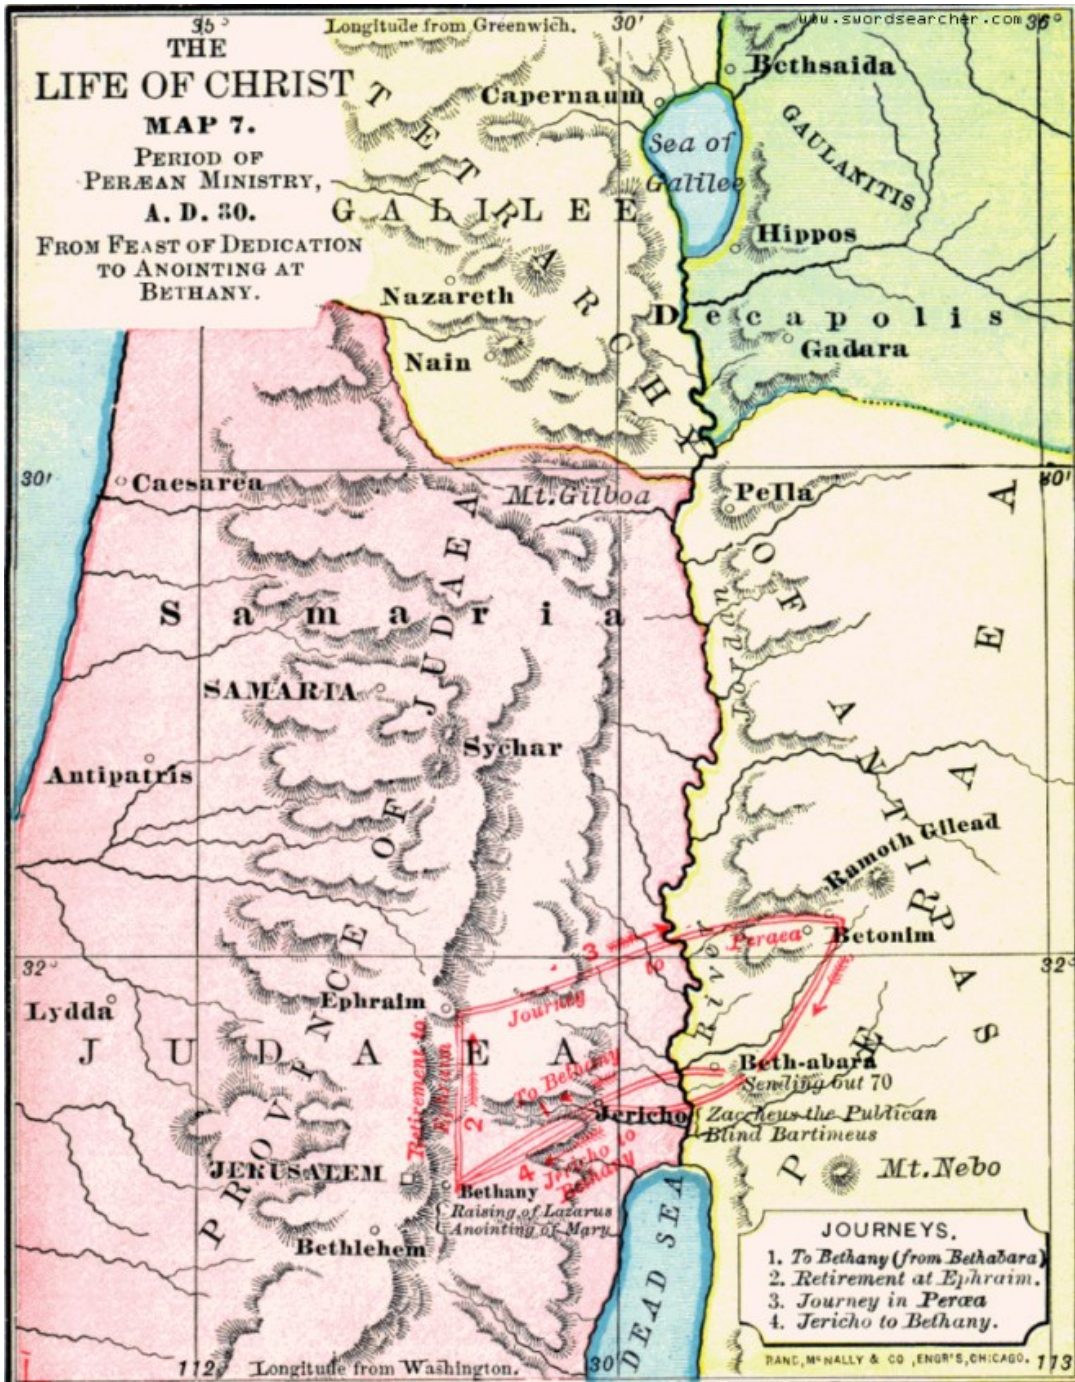 www.swordsearcher.com
35°
Longitude from Greenwich.
30'
36°
THE
LIFE OF CHRIST
MAP 7.
PERIOD OF
PERÆAN MINISTRY,
A. D. 30.
FROM FEAST OF DEDICATION
TO ANOINTING AT
BETHANY.
TETRARCHY
Bethsaida
Capernaum
Sea of
Galilee
GAULANITIS
GALILEE
Hippos
Nazareth
Decapolis
Nain
Gadara
30'
Caesarea
Mt. Gilboa
Pella
30'
OF ANTIPAS
PERAEA
Samaria
PROVINCE OF JUDAEA
River Jordan
SAMARIA
Sychar
Antipatris
Ramoth Gilead
3
to
Peraea
Betonim
32°
32°
Ephraim
Journey
Lydda
JUDAEA
Retirement to
Ephraim
2
To Bethany
1
Beth-abara
Sending out 70
Jericho
Zaccheus the Publican
Blind Bartimeus
4
Jericho to
Bethany
JERUSALEM
Mt. Nebo
Bethany
Raising of Lazarus
Anointing of Mary
Bethlehem
DEAD SEA
JOURNEYS.
1. To Bethany (from Bethabara)
2. Retirement at Ephraim.
3. Journey in Peræa
4. Jericho to Bethany.
112
Longitude from Washington.
30'
RAND, McNALLY & CO, ENGR'S, CHICAGO.
113